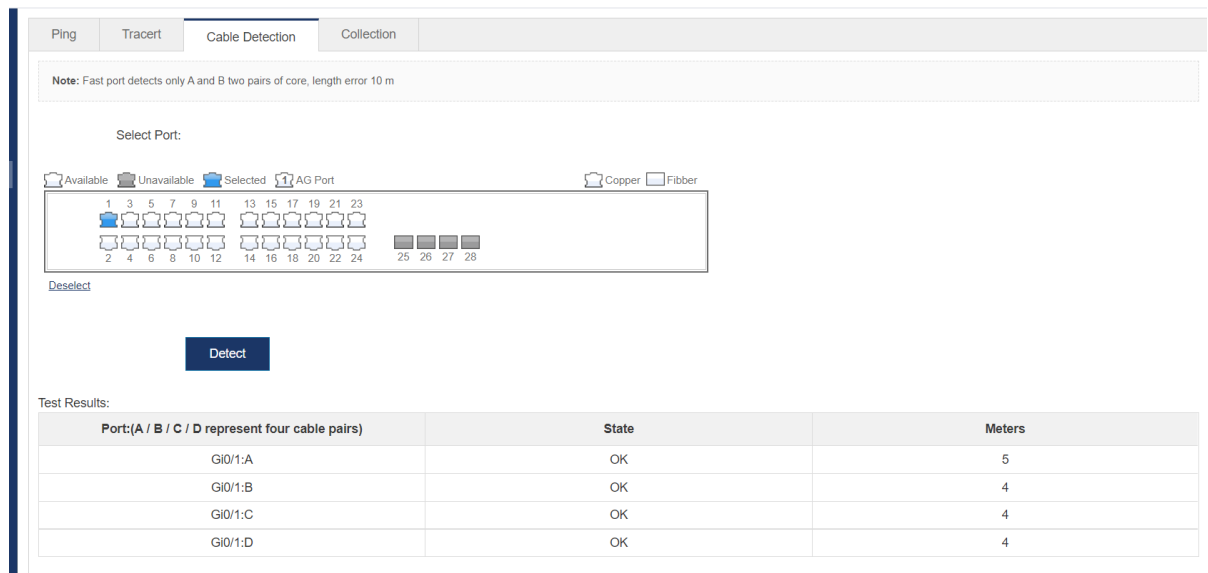 Ping Tracert Cable Detection Collection
Note: Fast port detects only A and B two pairs of core, length error 10 m
Select Port:
Available Unavailable Selected 1 AG Port Copper Fibber
1 3 5 7 9 11 13 15 17 19 21 23
2 4 6 8 10 12 14 16 18 20 22 24 25 26 27 28
Deselect
Detect
Test Results:
Port:(A / B / C / D represent four cable pairs) State Meters
Gi0/1:A OK 5
Gi0/1:B OK 4
Gi0/1:C OK 4
Gi0/1:D OK 4